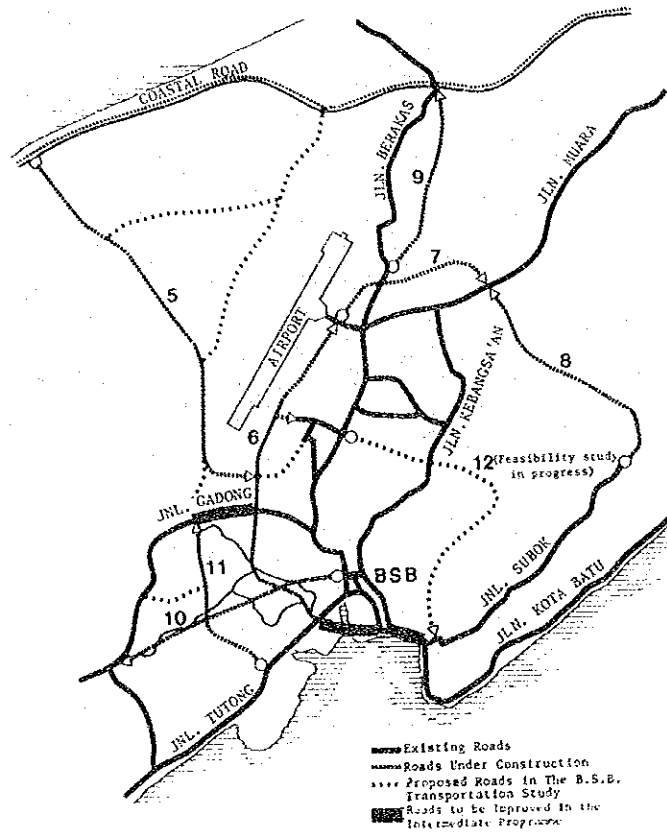 COASTAL ROAD
JLN. BERAKAS
JLN. MUARA
9
7
5
AIRPORT
8
JLN. KEBANGSA'AN
6
12 (Feasibility study
in progress)
JNL. GADONG
11
BSB
JNL. SUBOK
10
JLN. KOTA BATU
JNL. TUTONG
Existing Roads
Roads Under Construction
Proposed Roads in The B.S.B.
Transportation Study
Roads to be Improved in the
Intermediate Programme